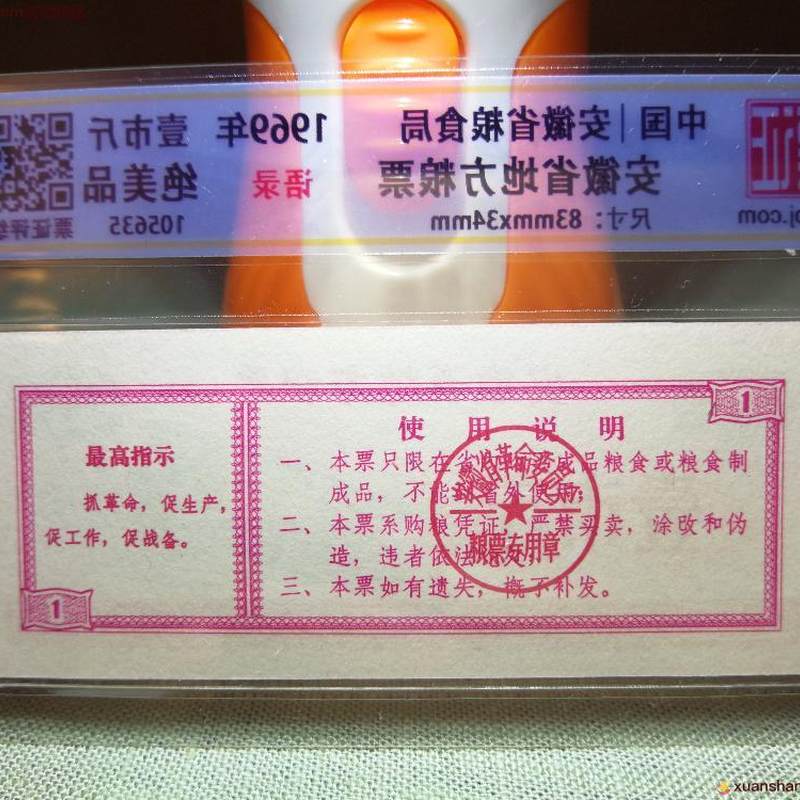 中国|安徽省粮食局 1969年 壹市斤
安徽省地方粮票 语录 绝美品
尺寸：83mmx34mm 105635 票证评级
1
最高指示
抓革命，促生产，
促工作，促战备。
使用说明
一、本票只限在省内购买成品粮食或粮食制
成品，不能到省外使用；
二、本票系购粮凭证，严禁买卖，涂改和伪
造，违者依法
三、本票如有遗失，概不补发。
粮票专用章
1
xuanshar